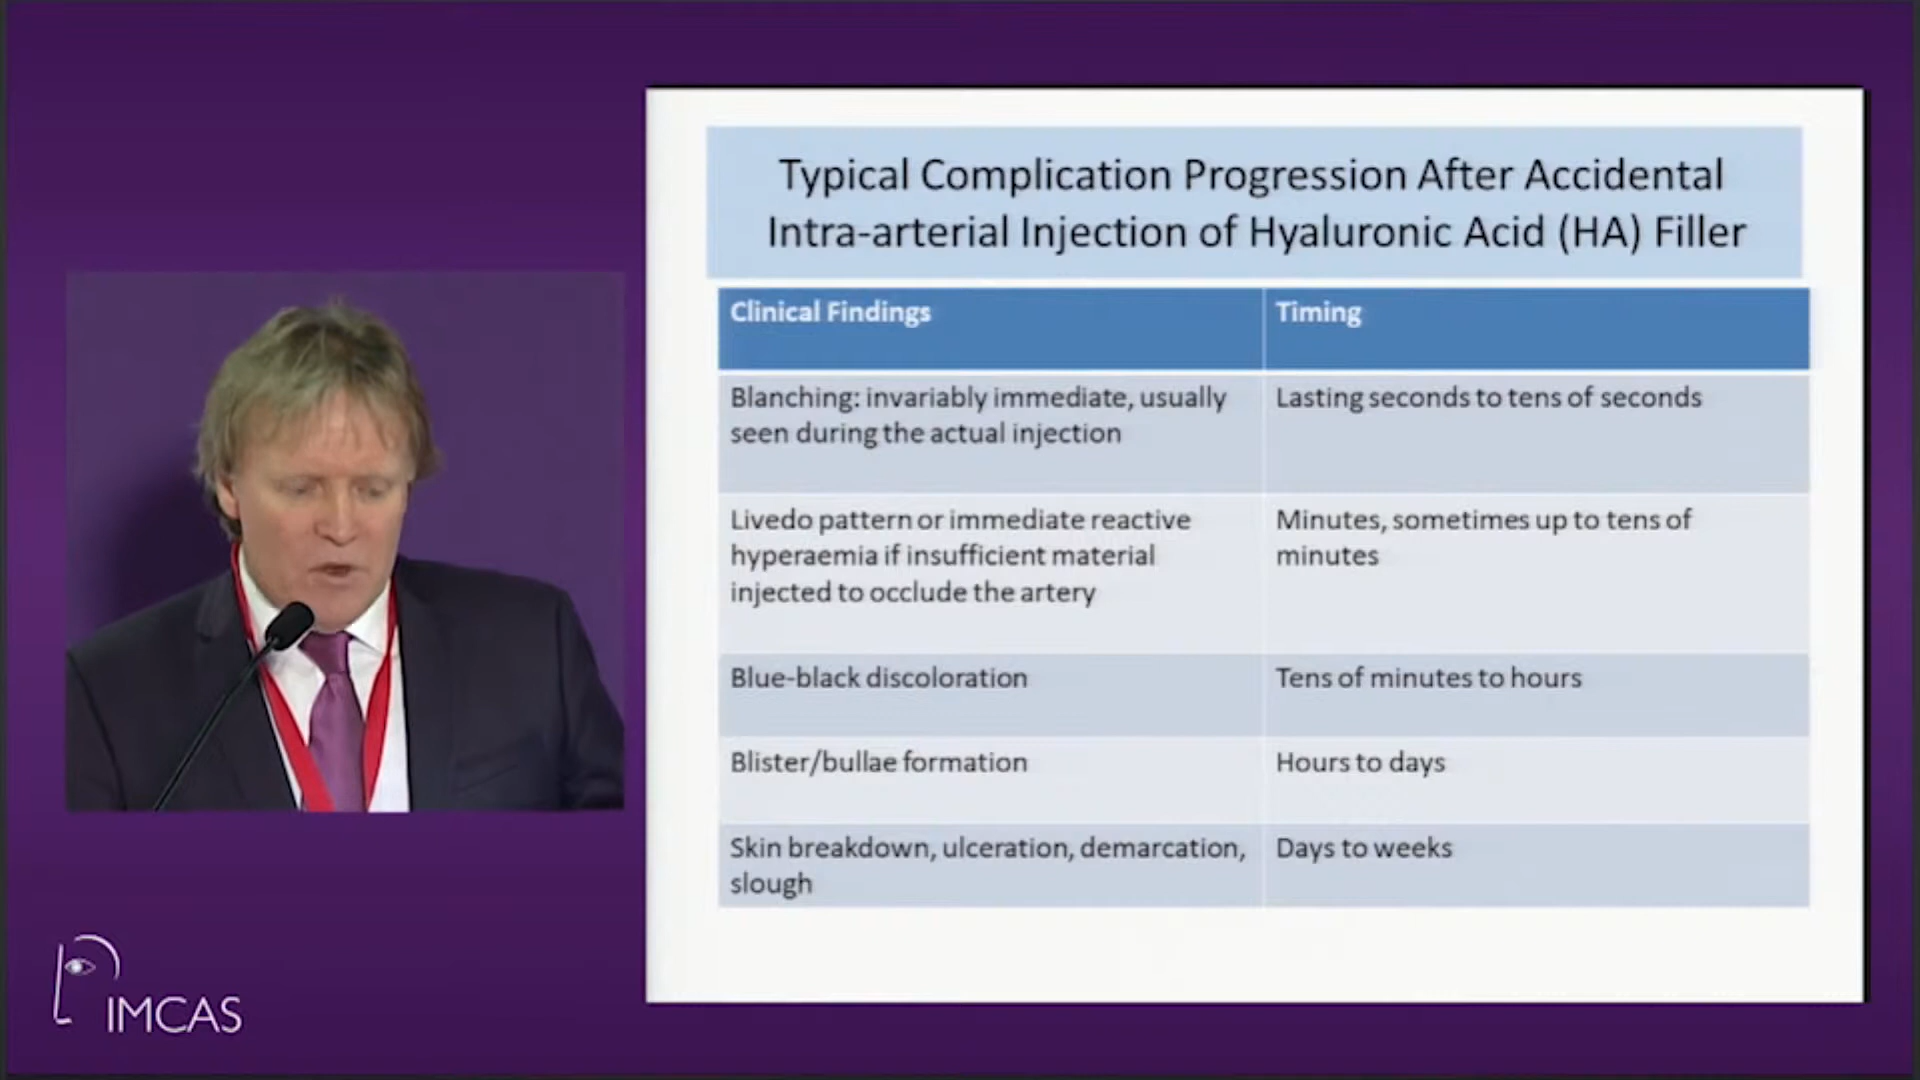 Typical Complication Progression After Accidental
Intra-arterial Injection of Hyaluronic Acid (HA) Filler
Clinical Findings
Timing
Blanching: invariably immediate, usually
seen during the actual injection
Lasting seconds to tens of seconds
Livedo pattern or immediate reactive
hyperaemia if insufficient material
injected to occlude the artery
Minutes, sometimes up to tens of
minutes
Blue-black discoloration
Tens of minutes to hours
Blister/bullae formation
Hours to days
Skin breakdown, ulceration, demarcation,
slough
Days to weeks
IMCAS